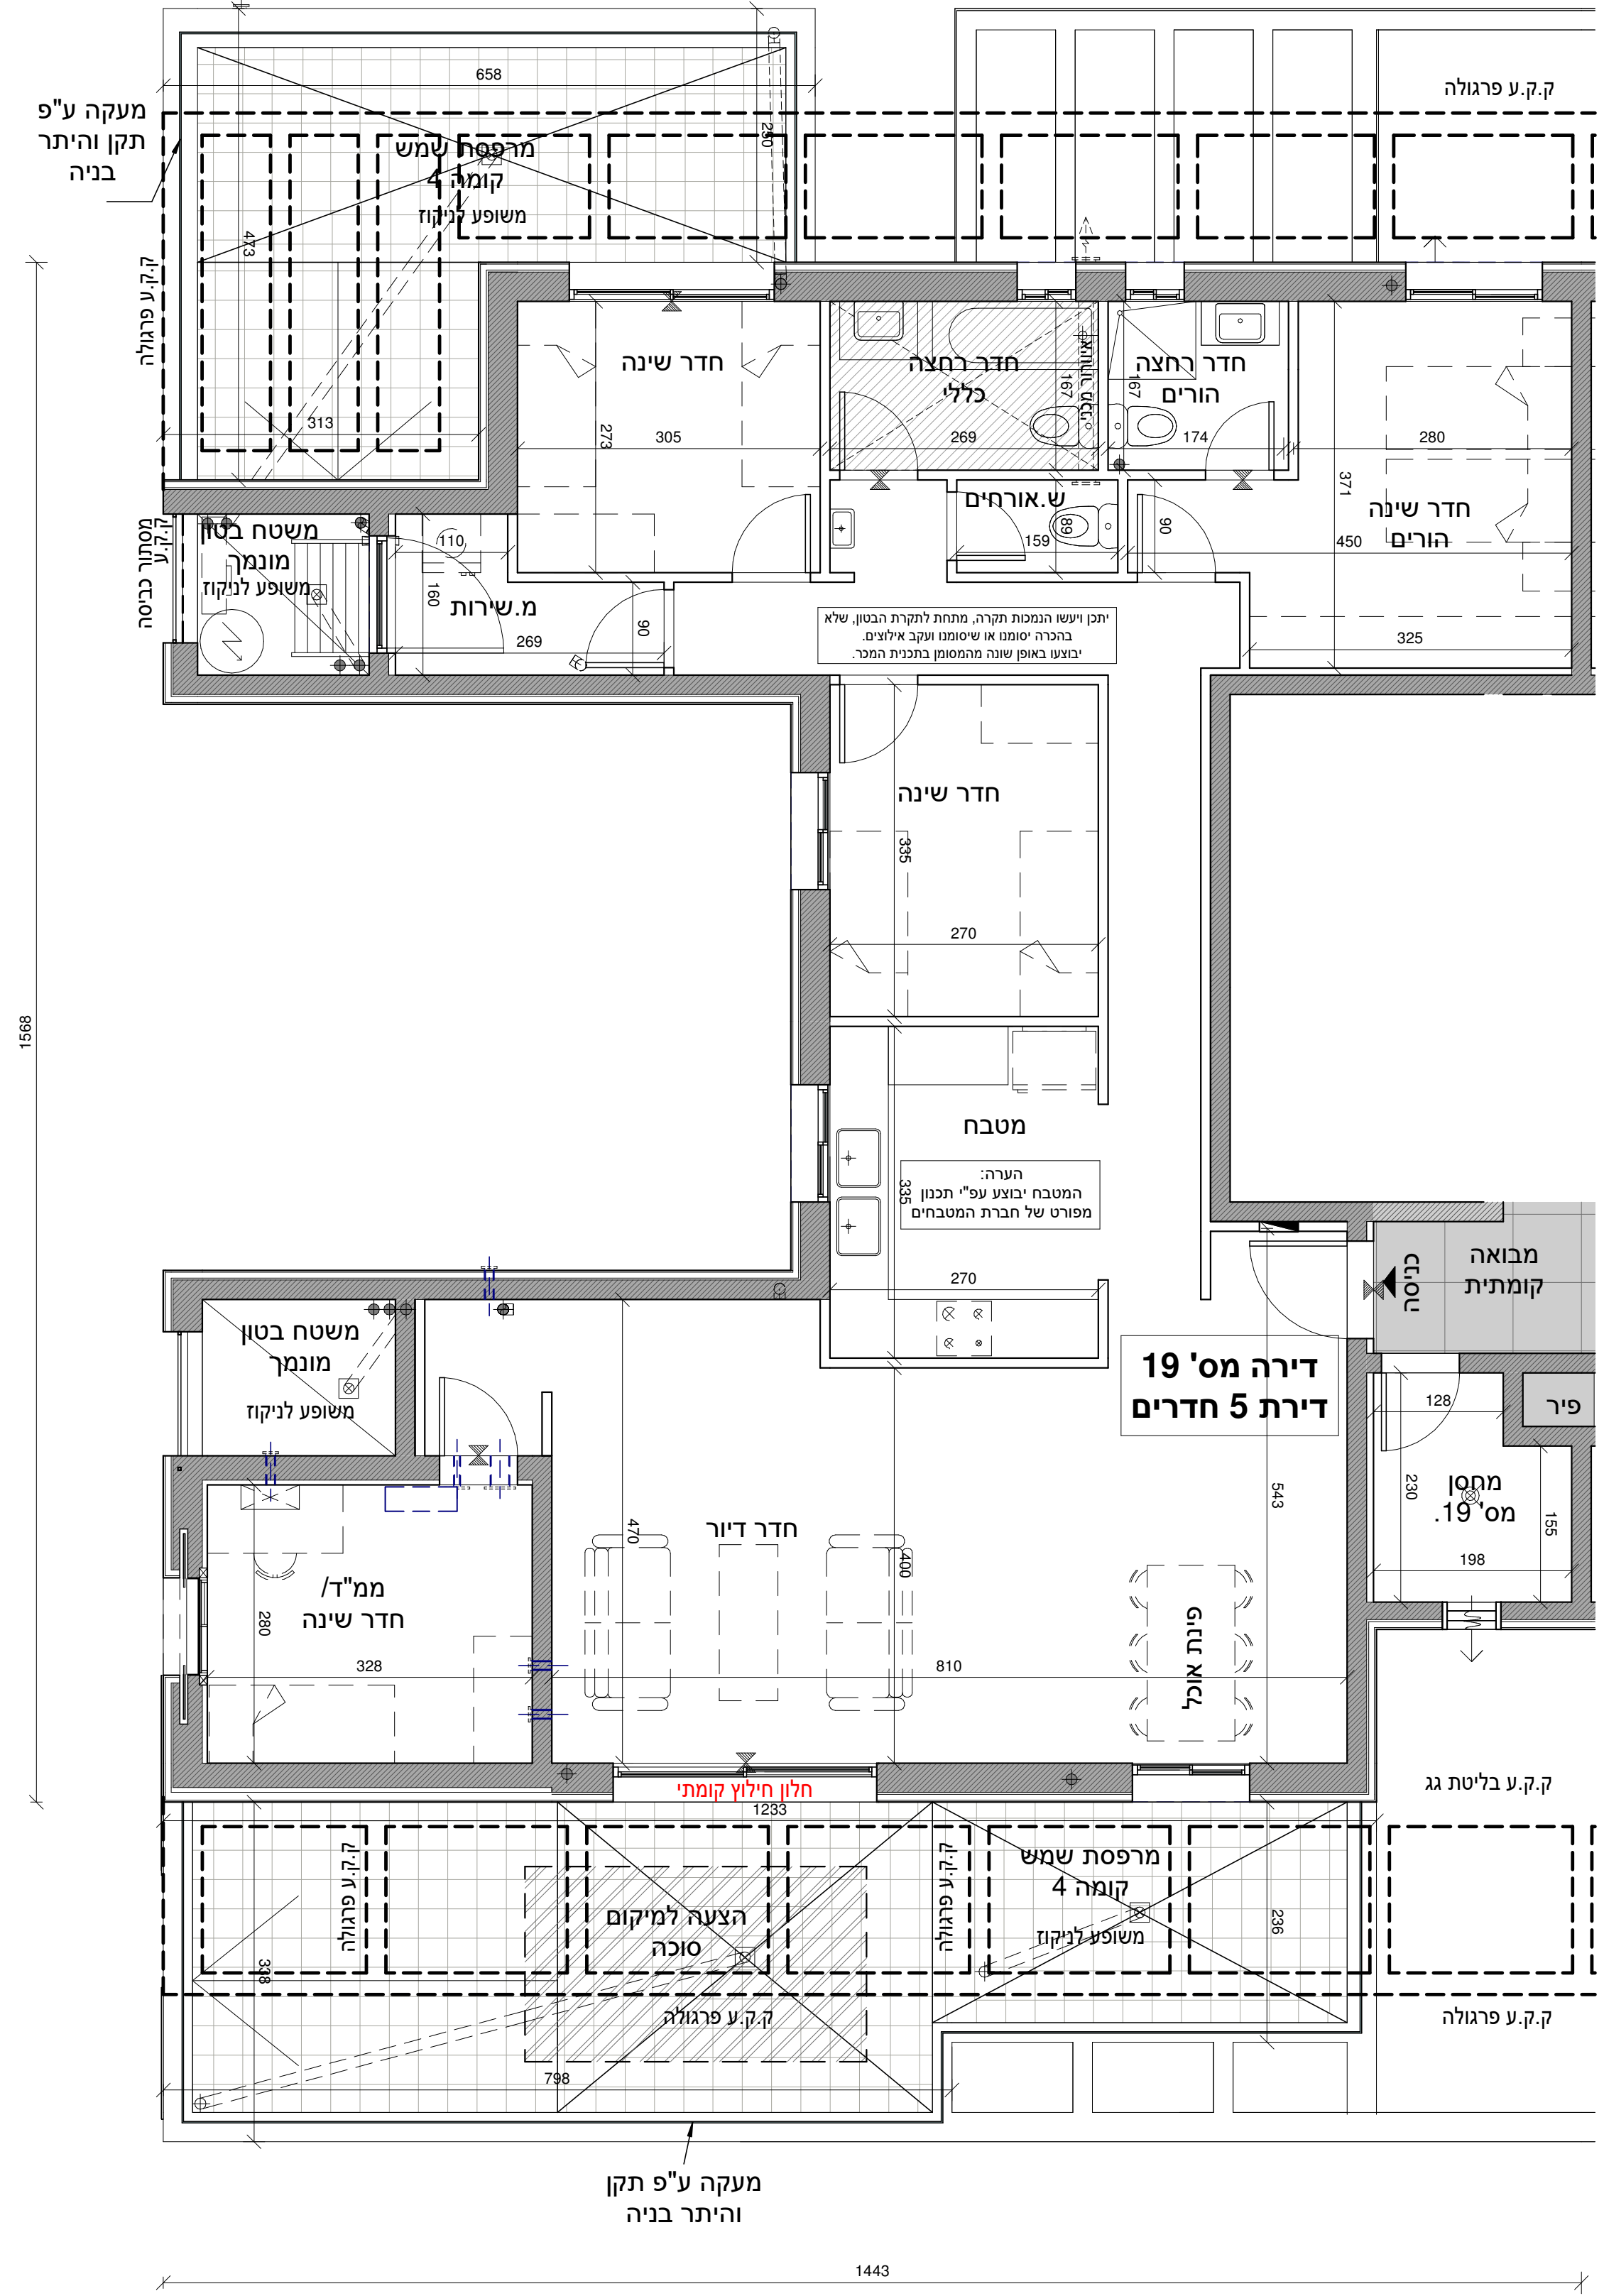 658
ק.ק.ע פרגולה
מעקה ע"פ
תקן והיתר
בניה
250
מרפסת שמש
קומה 4
משופע לניקוז
473
ק.ק.ע פרגולה
313
חדר שינה
273
305
חדר רחצה
כללי
167
269
חדר רחצה
הורים
167
174
280
371
חדר שינה
הורים
450
325
ש.אורחים
89
159
90
משטח בטון
מונמך
משופע לניקוז
ק.ק.ע
מסתור כביסה
110
160
מ.שירות
269
90
יתכן ויעשו הנמכות תקרה, מתחת לתקרת הבטון, שלא
בהכרה יסומנו או שיסומנו ועקב אילוצים.
יבוצעו באופן שונה מהמסומן בתכנית המכר.
חדר שינה
335
270
1568
מטבח
הערה:
המטבח יבוצע עפ"י תכנון
מפורט של חברת המטבחים
335
270
כניסה
מבואה
קומתית
משטח בטון
מונמך
משופע לניקוז
דירה מס' 19
דירת 5 חדרים
128
פיר
מחסן
מס' 19.
230
155
198
543
חדר דיור
470
400
ממ"ד/
חדר שינה
280
328
810
פינת אוכל
חלון חילוץ קומתי
ק.ק.ע בליטת גג
1233
ק.ק.ע פרגולה
הצעה למיקום
סוכה
ק.ק.ע פרגולה
ק.ק.ע פרגולה
מרפסת שמש
קומה 4
משופע לניקוז
236
338
ק.ק.ע פרגולה
798
מעקה ע"פ תקן
והיתר בניה
1443